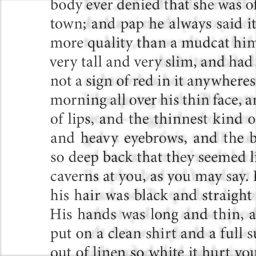 body ever denied that she was of
town; and pap he always said it
more quality than a mudcat him
very tall and very slim, and had
not a sign of red in it anywheres
morning all over his thin face, an
of lips, and the thinnest kind o
and heavy eyebrows, and the b
so deep back that they seemed l
caverns at you, as you may say.
his hair was black and straight
His hands was long and thin, a
put on a clean shirt and a full su
out of linen so white it hurt you